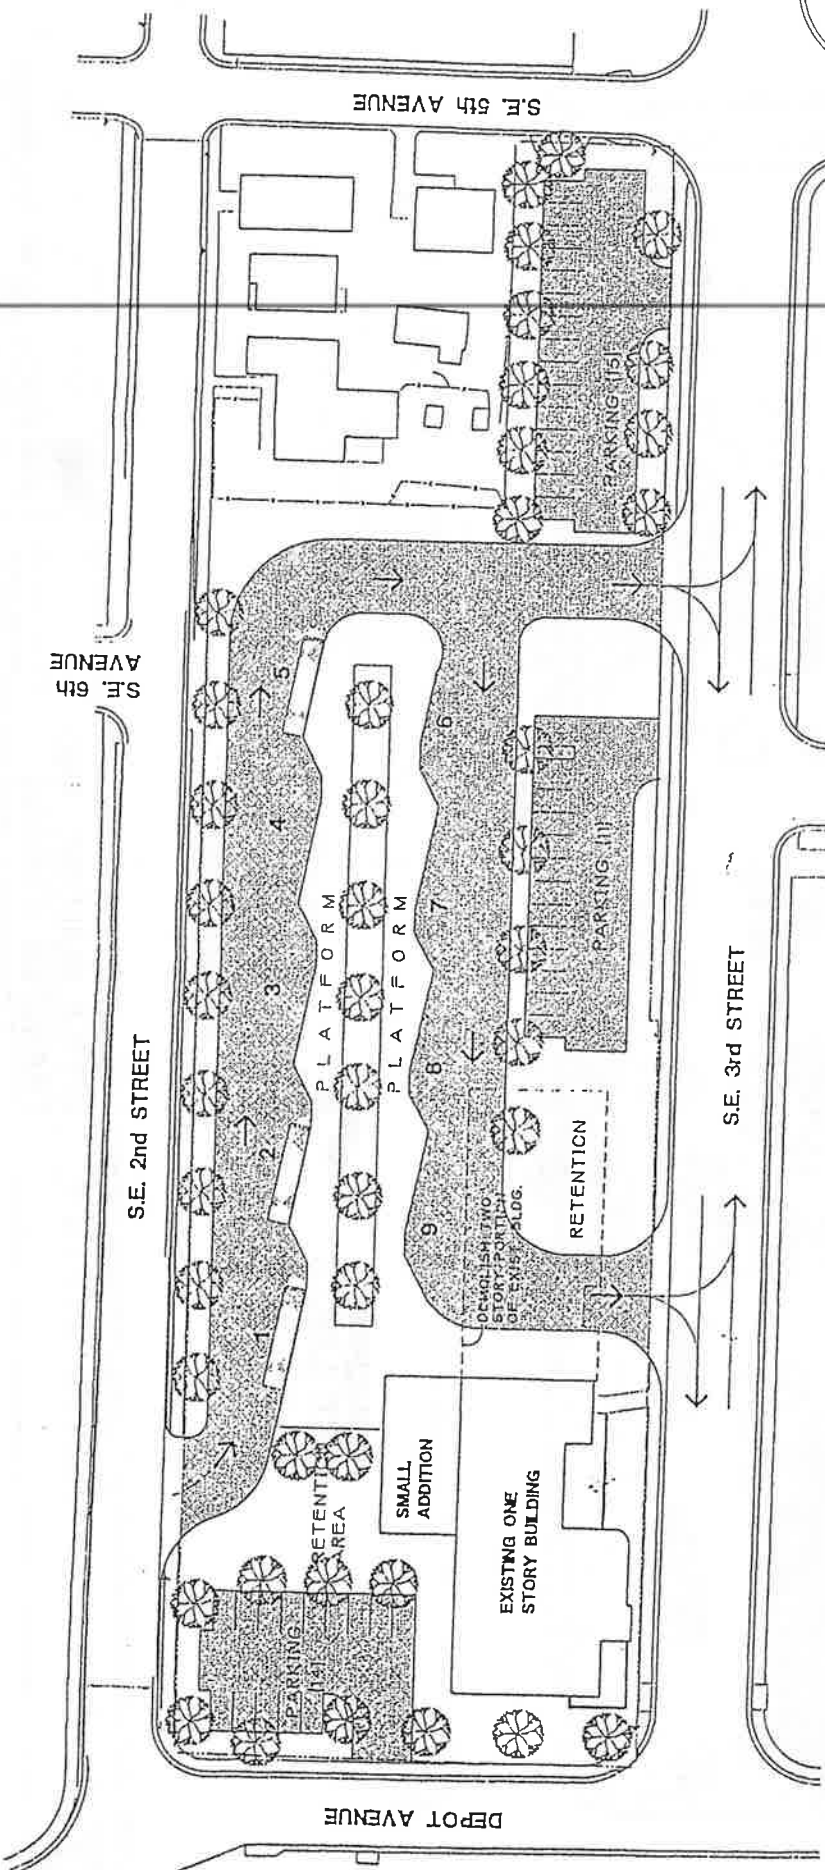 S.E. 5th AVENUE
S.E. 6th
AVENUE
S.E. 2nd STREET
S.E. 3rd STREET
DEPOT AVENUE
PARKING (15)
PARKING (11)
PARKING
(14)
PLATFORM
PLATFORM
1
2
3
4
5
6
7
8
9
RETENTION
DEMOLISH TWO
STORY PORTION
OF EXIST. BLDG.
RETENTION
AREA
SMALL
ADDITION
EXISTING ONE
STORY BUILDING